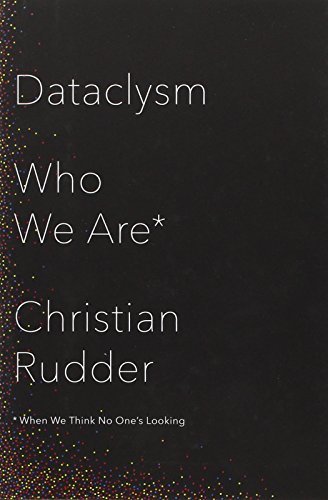 Dataclysm
Who
We Are*
Christian
Rudder
* When We Think No One's Looking